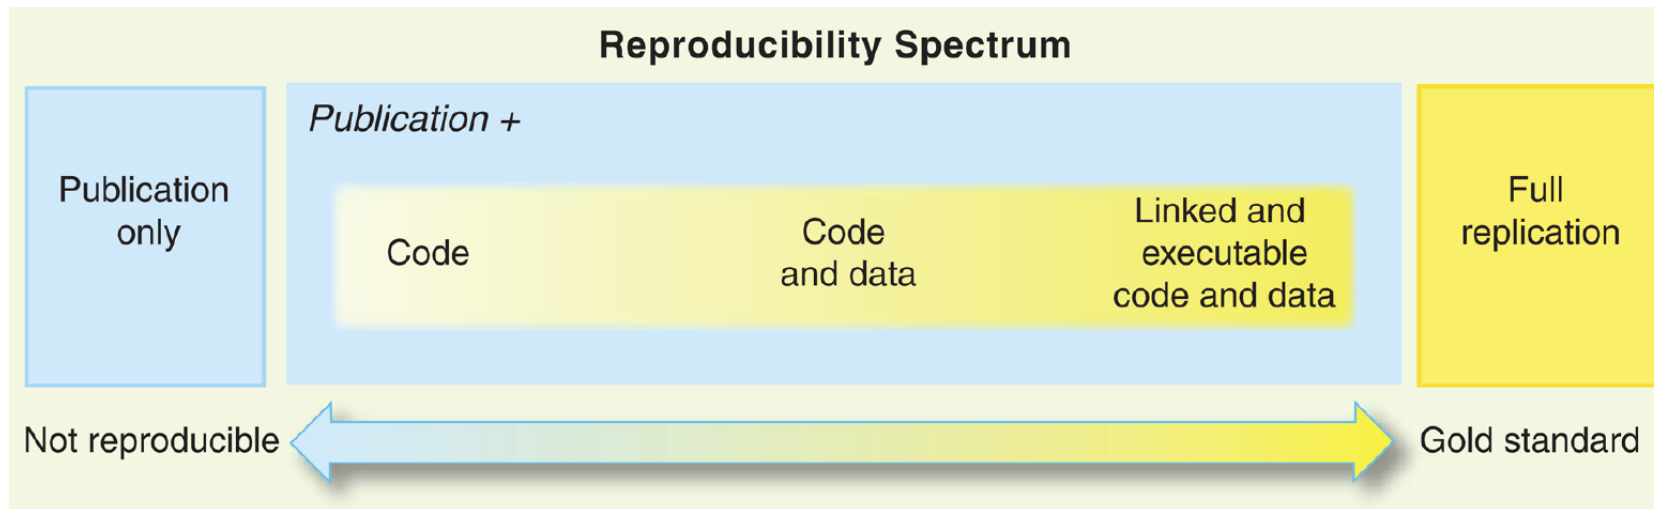 Reproducibility Spectrum
Publication
only
Publication +
Code
Code
and data
Linked and
executable
code and data
Full
replication
Not reproducible
Gold standard